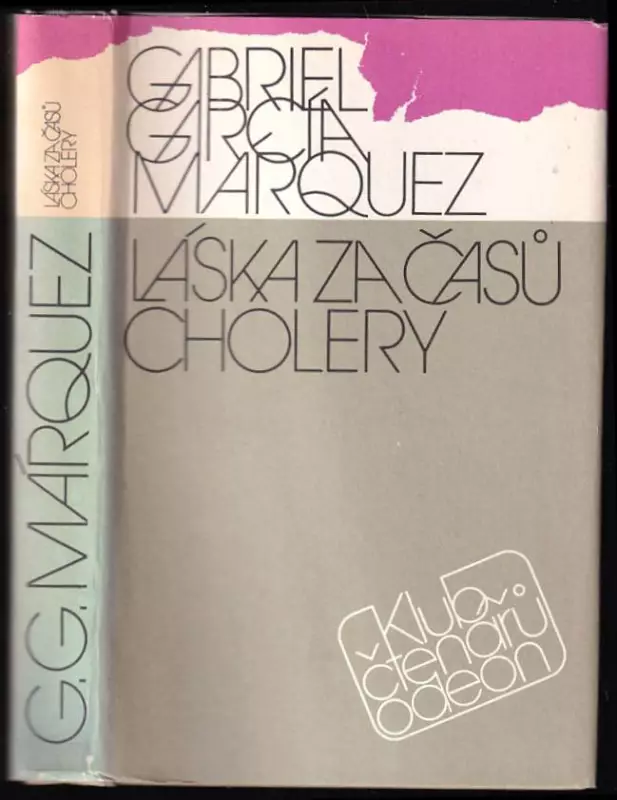 GABRIEL
GARCÍA
MÁRQUEZ
LÁSKA ZA ČASŮ
CHOLERY
Klub
čtenářů
odeon
LÁSKA ZA ČASŮ
CHOLERY
G.G. MÁRQUEZ